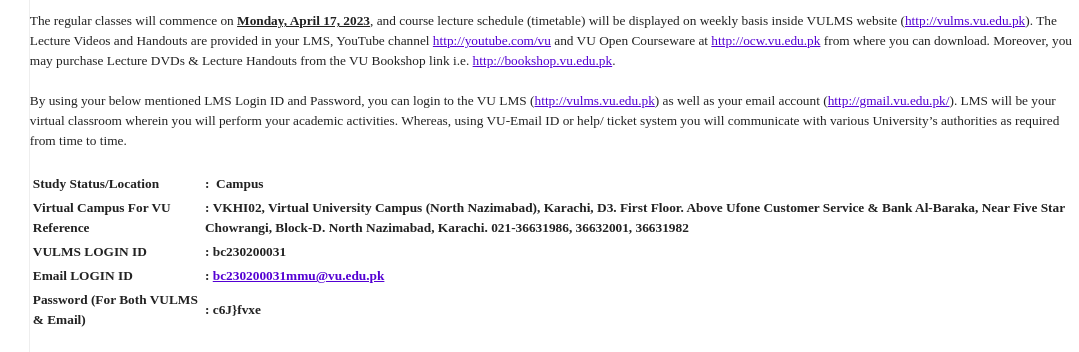 The regular classes will commence on Monday, April 17, 2023, and course lecture schedule (timetable) will be displayed on weekly basis inside VULMS website (http://vulms.vu.edu.pk). The
Lecture Videos and Handouts are provided in your LMS, YouTube channel http://youtube.com/vu and VU Open Courseware at http://ocw.vu.edu.pk from where you can download. Moreover, you
may purchase Lecture DVDs & Lecture Handouts from the VU Bookshop link i.e. http://bookshop.vu.edu.pk.
By using your below mentioned LMS Login ID and Password, you can login to the VU LMS (http://vulms.vu.edu.pk) as well as your email account (http://gmail.vu.edu.pk/). LMS will be your
virtual classroom wherein you will perform your academic activities. Whereas, using VU-Email ID or help/ ticket system you will communicate with various University’s authorities as required
from time to time.
Study Status/Location : Campus
Virtual Campus For VU : VKHI02, Virtual University Campus (North Nazimabad), Karachi, D3. First Floor. Above Ufone Customer Service & Bank Al-Baraka, Near Five Star
Reference Chowrangi, Block-D. North Nazimabad, Karachi. 021-36631986, 36632001, 36631982
VULMS LOGIN ID : bc230200031
Email LOGIN ID : bc230200031mmu@vu.edu.pk
Password (For Both VULMS
& Email) : c6J}fvxe